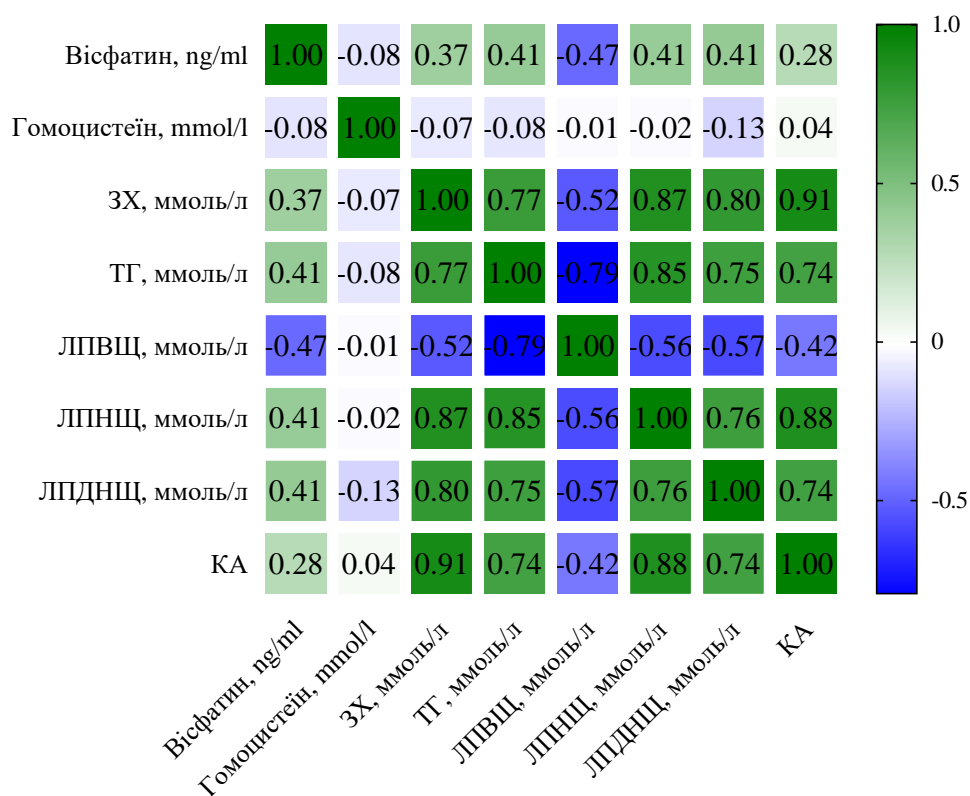 Вісфатин, ng/ml 1.00 -0.08 0.37 0.41 -0.47 0.41 0.41 0.28
Гомоцистеїн, mmol/l -0.08 1.00 -0.07 -0.08 -0.01 -0.02 -0.13 0.04
ЗХ, ммоль/л 0.37 -0.07 1.00 0.77 -0.52 0.87 0.80 0.91
ТГ, ммоль/л 0.41 -0.08 0.77 1.00 -0.79 0.85 0.75 0.74
ЛПВЩ, ммоль/л -0.47 -0.01 -0.52 -0.79 1.00 -0.56 -0.57 -0.42
ЛПНЩ, ммоль/л 0.41 -0.02 0.87 0.85 -0.56 1.00 0.76 0.88
ЛПДНЩ, ммоль/л 0.41 -0.13 0.80 0.75 -0.57 0.76 1.00 0.74
КА 0.28 0.04 0.91 0.74 -0.42 0.88 0.74 1.00
Вісфатин, ng/ml
Гомоцистеїн, mmol/l
ЗХ, ммоль/л
ТГ, ммоль/л
ЛПВЩ, ммоль/л
ЛПНЩ, ммоль/л
ЛПДНЩ, ммоль/л
КА
1.0
0.5
0
-0.5